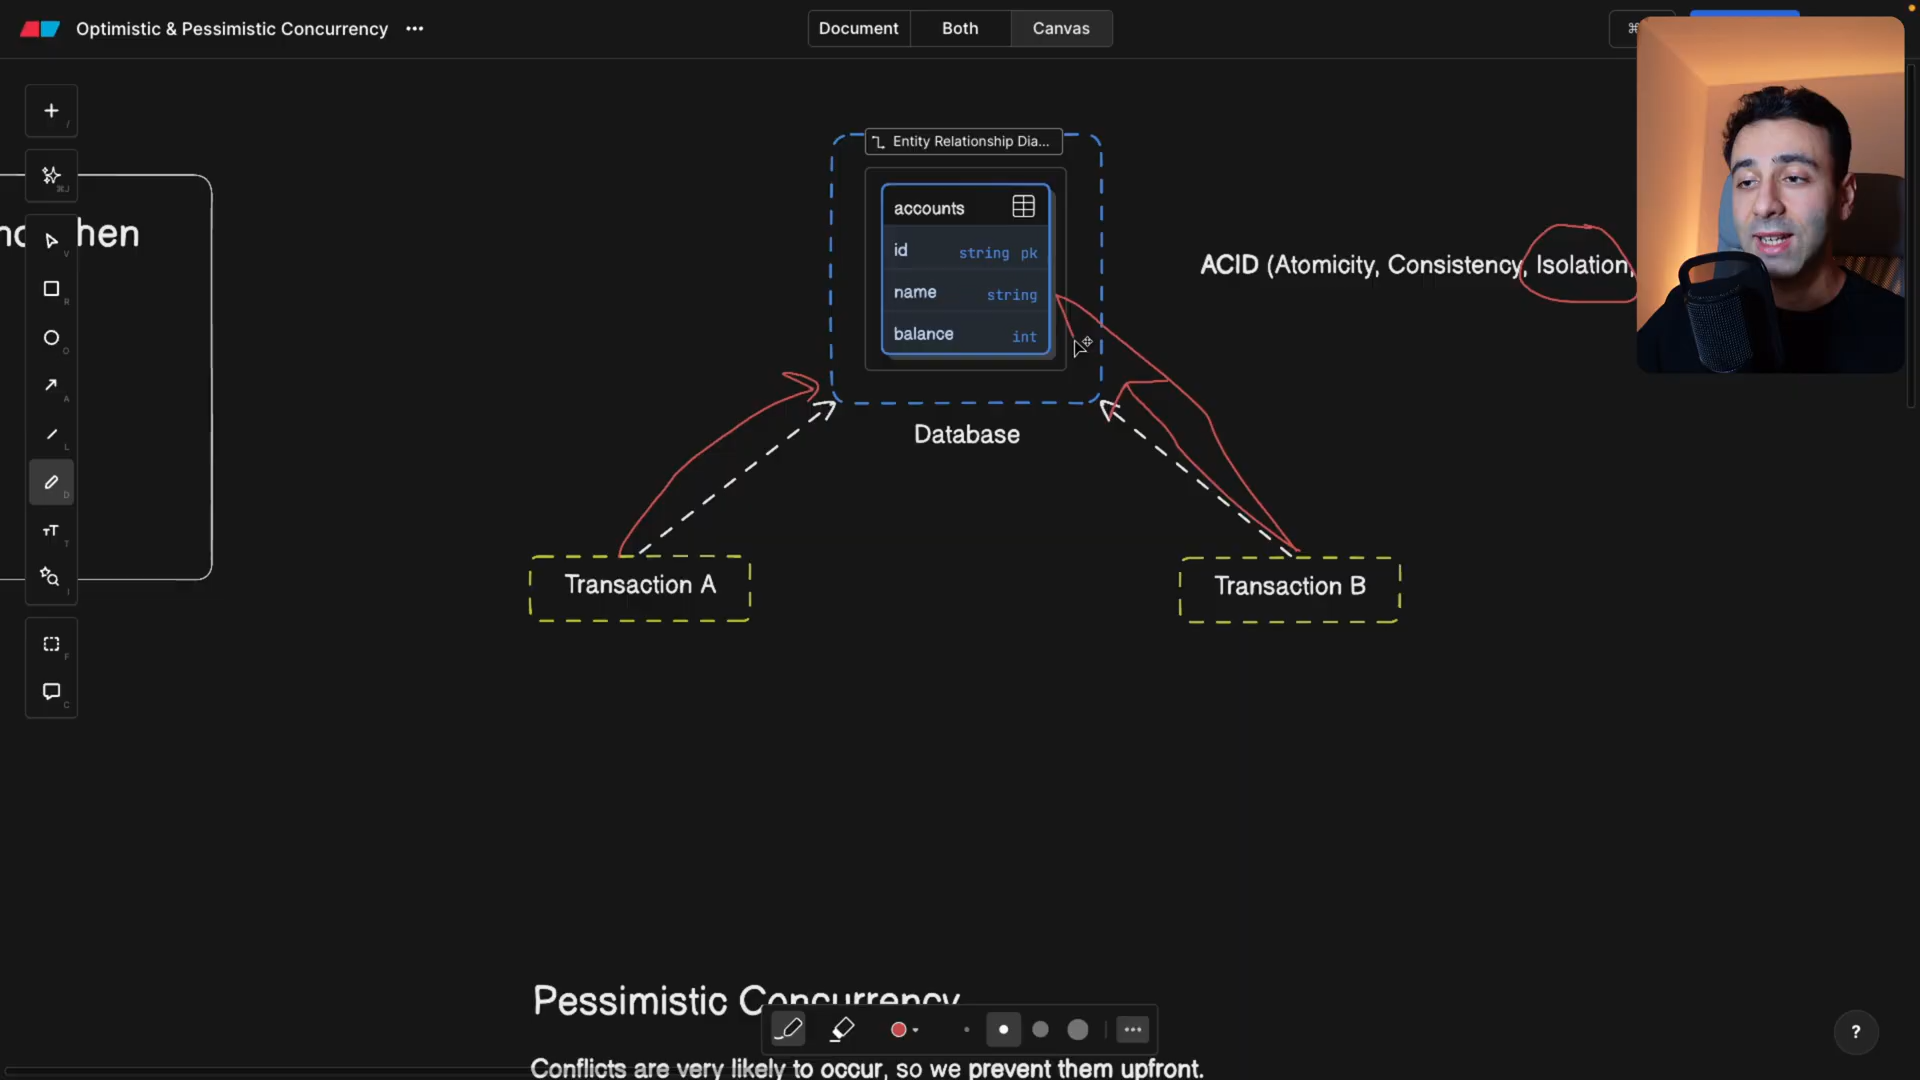 Optimistic & Pessimistic Concurrency
Document
Both
Canvas
Entity Relationship Dia...
accounts
id string pk
name string
balance int
hen
ACID (Atomicity, Consistency, Isolation,
Database
Transaction A
Transaction B
Pessimistic Concurrency
Conflicts are very likely to occur, so we prevent them upfront.